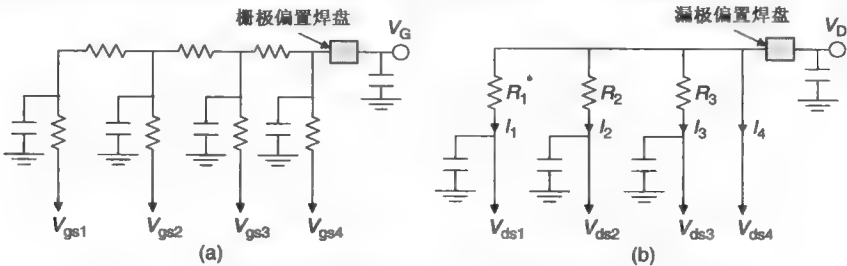 栅极偏置焊盘
V_G
V_gs1
V_gs2
V_gs3
V_gs4
(a)
漏极偏置焊盘
V_D
R_1
R_2
R_3
I_1
I_2
I_3
I_4
V_ds1
V_ds2
V_ds3
V_ds4
(b)